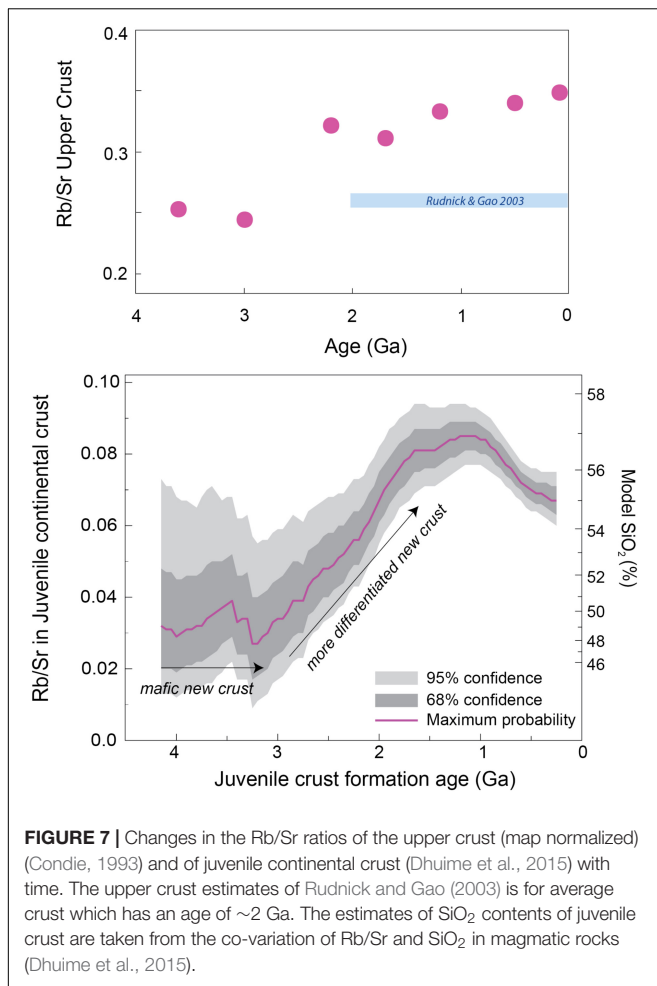 0.4
0.3
0.2
Rb/Sr Upper Crust
Rudnick & Gao 2003
4 3 2 1 0
Age (Ga)
0.10
0.08
0.06
0.04
0.02
0.0
Rb/Sr in Juvenile continental crust
58
56
54
52
50
48
46
Model SiO2 (%)
more differentiated new crust
mafic new crust
95% confidence
68% confidence
Maximum probability
4 3 2 1 0
Juvenile crust formation age (Ga)
FIGURE 7 | Changes in the Rb/Sr ratios of the upper crust (map normalized)
(Condie, 1993) and of juvenile continental crust (Dhuime et al., 2015) with
time. The upper crust estimates of Rudnick and Gao (2003) is for average
crust which has an age of ∼2 Ga. The estimates of SiO2 contents of juvenile
crust are taken from the co-variation of Rb/Sr and SiO2 in magmatic rocks
(Dhuime et al., 2015).